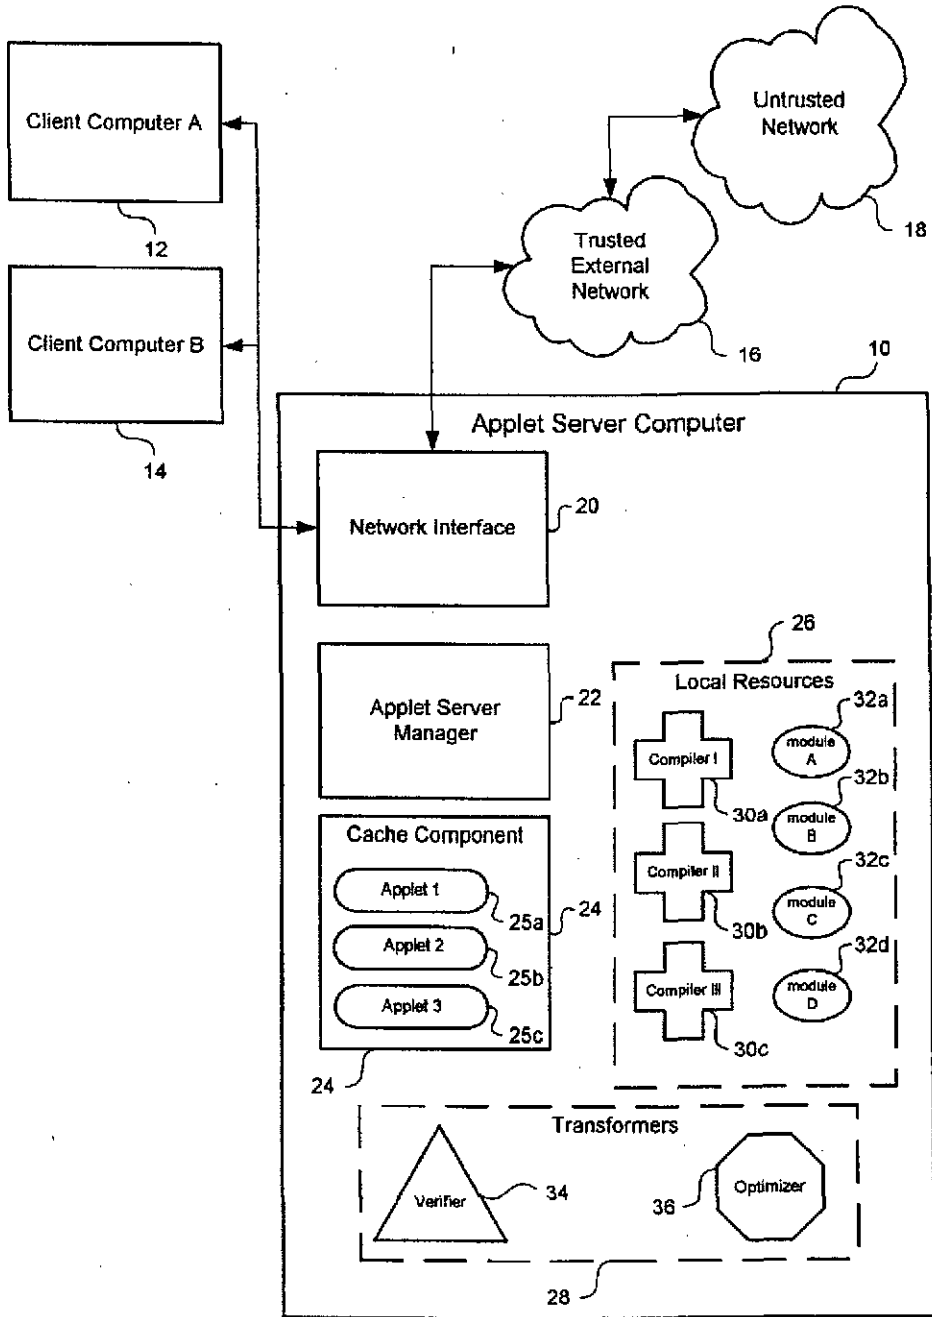 Client Computer A
12
Client Computer B
14
Untrusted
Network
18
Trusted
External
Network
16
10
Applet Server Computer
Network Interface
20
Applet Server
Manager
22
Cache Component
Applet 1
25a
Applet 2
25b
Applet 3
25c
24
24
26
Local Resources
Compiler I
30a
Compiler II
30b
Compiler III
30c
module
A
32a
module
B
32b
module
C
32c
module
D
32d
Transformers
Verifier
34
Optimizer
36
28